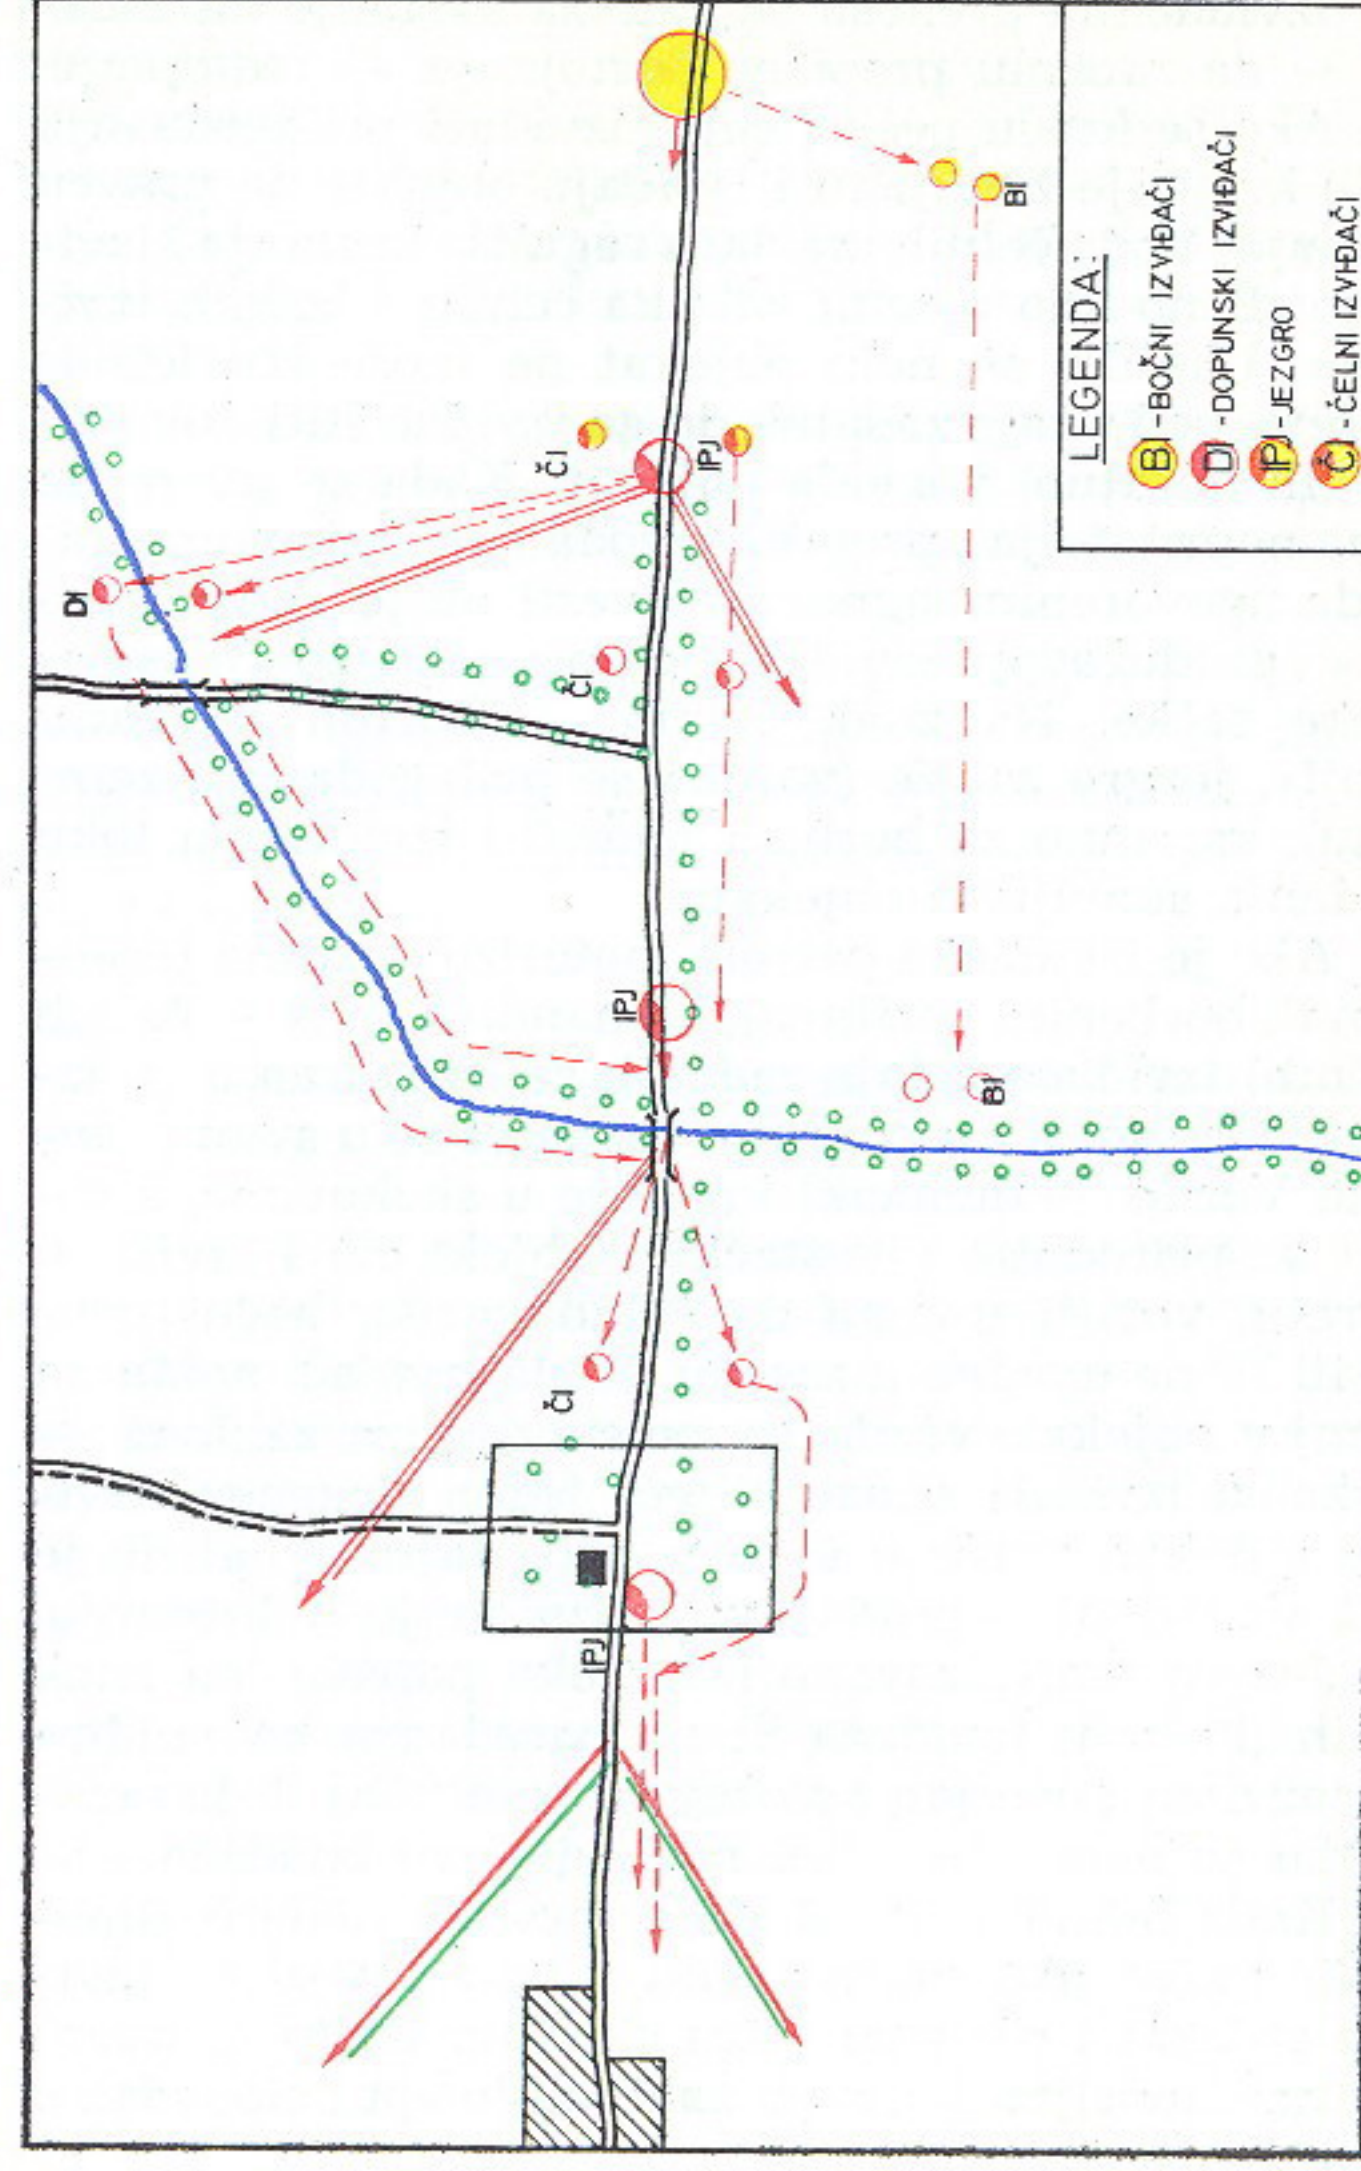 LEGENDA:
BI - BOČNI IZVIĐAČI
DI - DOPUNSKI IZVIĐAČI
IPJ - JEZGRO
ČI - ČELNI IZVIĐAČI
DI
ČI
IPJ
BI
ČI
IPJ
BI
ČI
IPJ